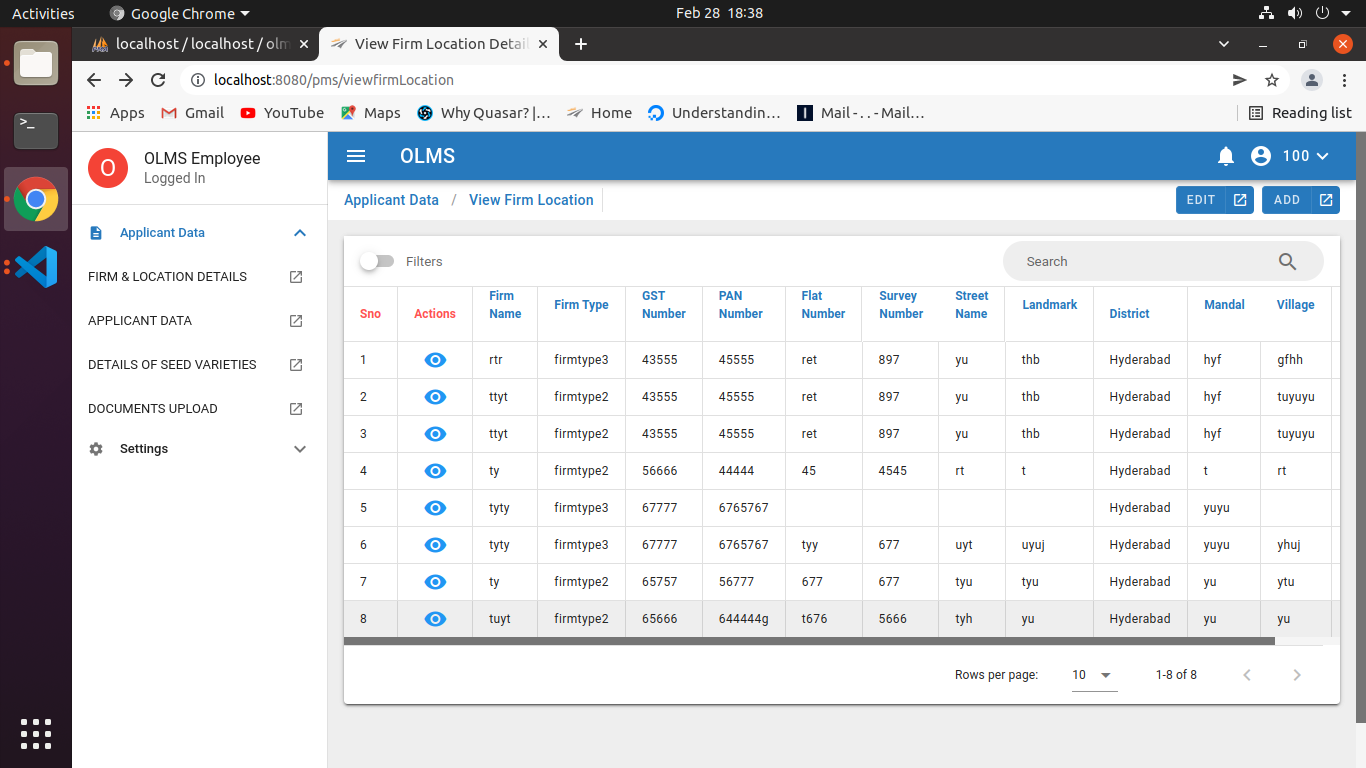 Activities Google Chrome Feb 28 18:38
localhost / localhost / olm View Firm Location Detai
localhost:8080/pms/viewfirmLocation
Apps Gmail YouTube Maps Why Quasar? |… Home Understandin… Mail - . . - Mail… Reading list
O OLMS Employee
Logged In
OLMS 100
Applicant Data / View Firm Location EDIT ADD
Applicant Data
FIRM & LOCATION DETAILS
APPLICANT DATA
DETAILS OF SEED VARIETIES
DOCUMENTS UPLOAD
Settings
Filters Search
Sno Actions Firm Name Firm Type GST Number PAN Number Flat Number Survey Number Street Name Landmark District Mandal Village
1 rtr firmtype3 43555 45555 ret 897 yu thb Hyderabad hyf gfhh
2 ttyt firmtype2 43555 45555 ret 897 yu thb Hyderabad hyf tuyuyu
3 ttyt firmtype2 43555 45555 ret 897 yu thb Hyderabad hyf tuyuyu
4 ty firmtype2 56666 44444 45 4545 rt t Hyderabad t rt
5 tyty firmtype3 67777 6765767 Hyderabad yuyu
6 tyty firmtype3 67777 6765767 tyy 677 uyt uyuj Hyderabad yuyu yhuj
7 ty firmtype2 65757 56777 677 677 tyu tyu Hyderabad yu ytu
8 tuyt firmtype2 65666 644444g t676 5666 tyh yu Hyderabad yu yu
Rows per page: 10 1-8 of 8